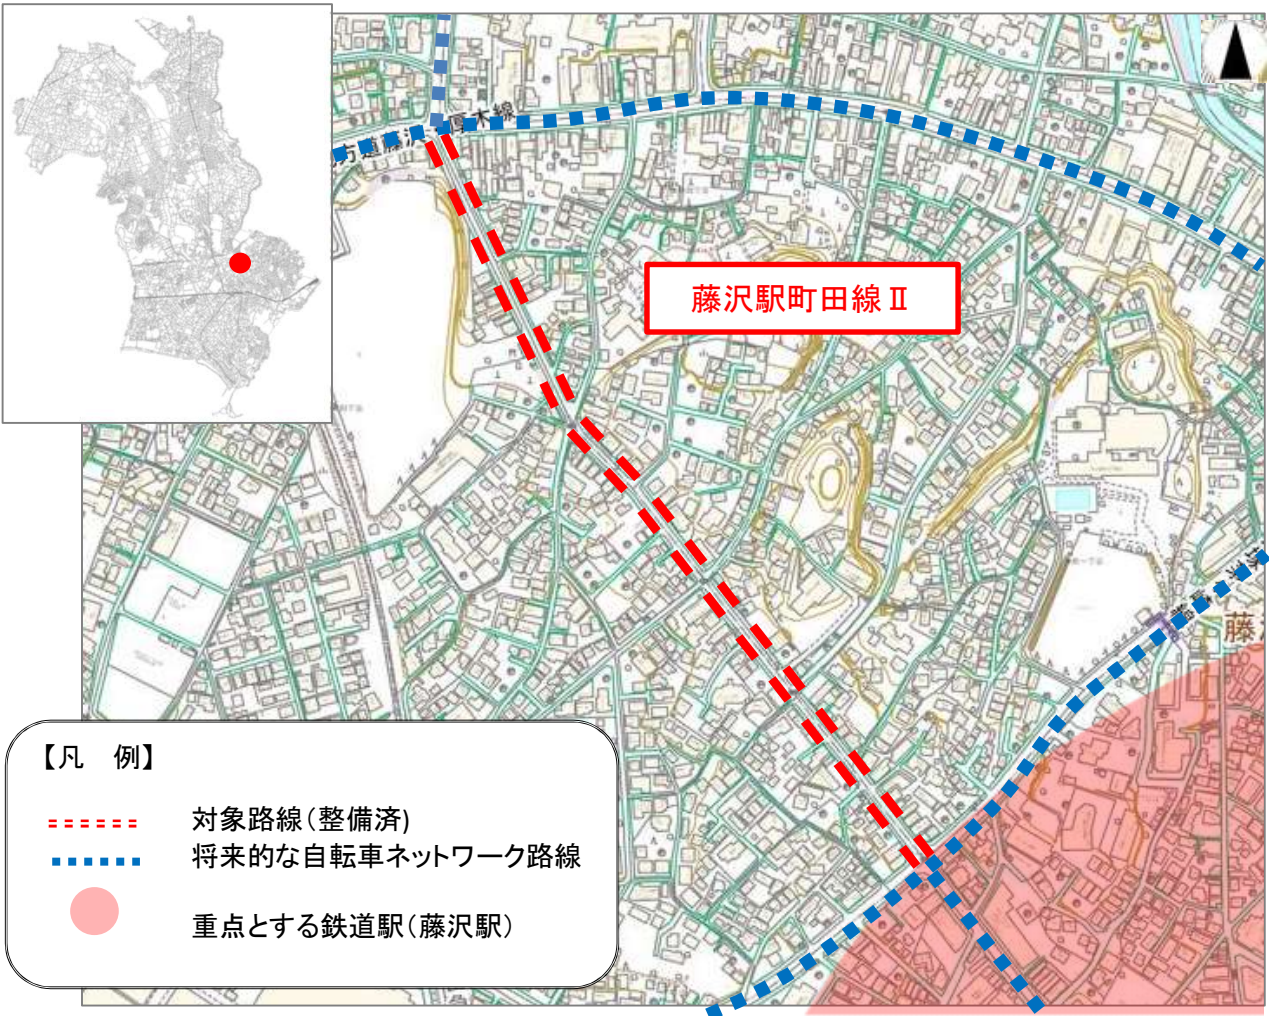 藤沢駅町田線Ⅱ
藤
【凡　例】
対象路線（整備済)
将来的な自転車ネットワーク路線
重点とする鉄道駅（藤沢駅）